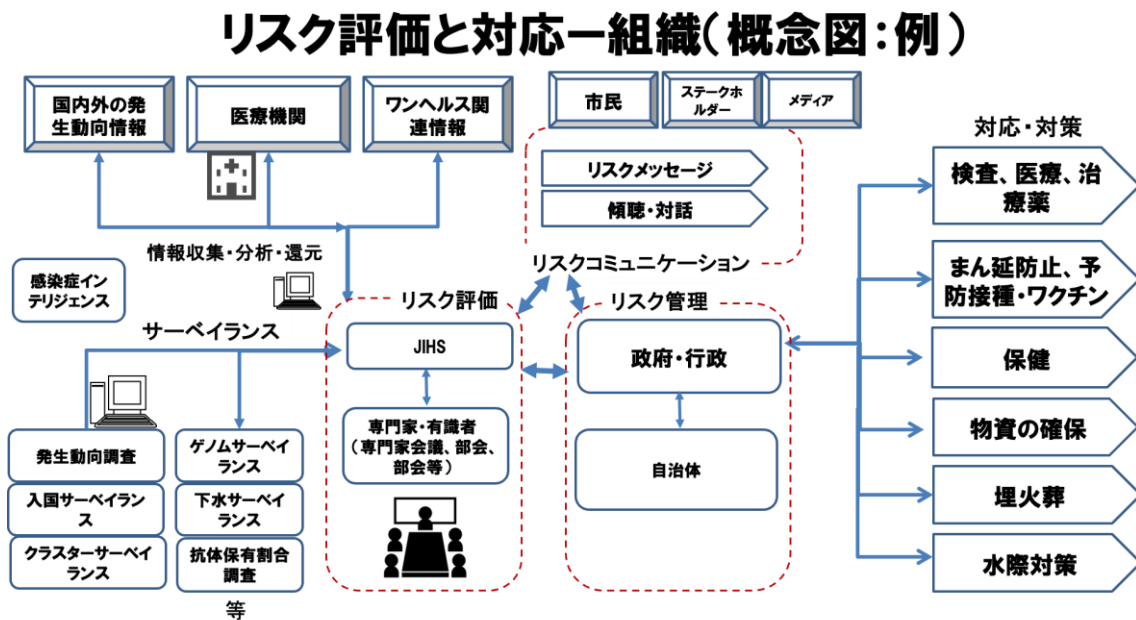 リスク評価と対応ー組織（概念図：例）
国内外の発
生動向情報
医療機関
ワンヘルス関
連情報
市民
ステークホ
ルダー
メディア
リスクメッセージ
傾聴・対話
リスクコミュニケーション
情報収集・分析・還元
感染症イン
テリジェンス
サーベイランス
発生動向調査
入国サーベイラン
ス
クラスターサーベ
イランス
ゲノムサーベイ
ランス
下水サーベイ
ランス
抗体保有割合
調査
等
リスク評価
JIHS
専門家・有識者
（専門家会議、部会、
部会等）
リスク管理
政府・行政
自治体
対応・対策
検査、医療、治
療薬
まん延防止、予
防接種・ワクチン
保健
物資の確保
埋火葬
水際対策